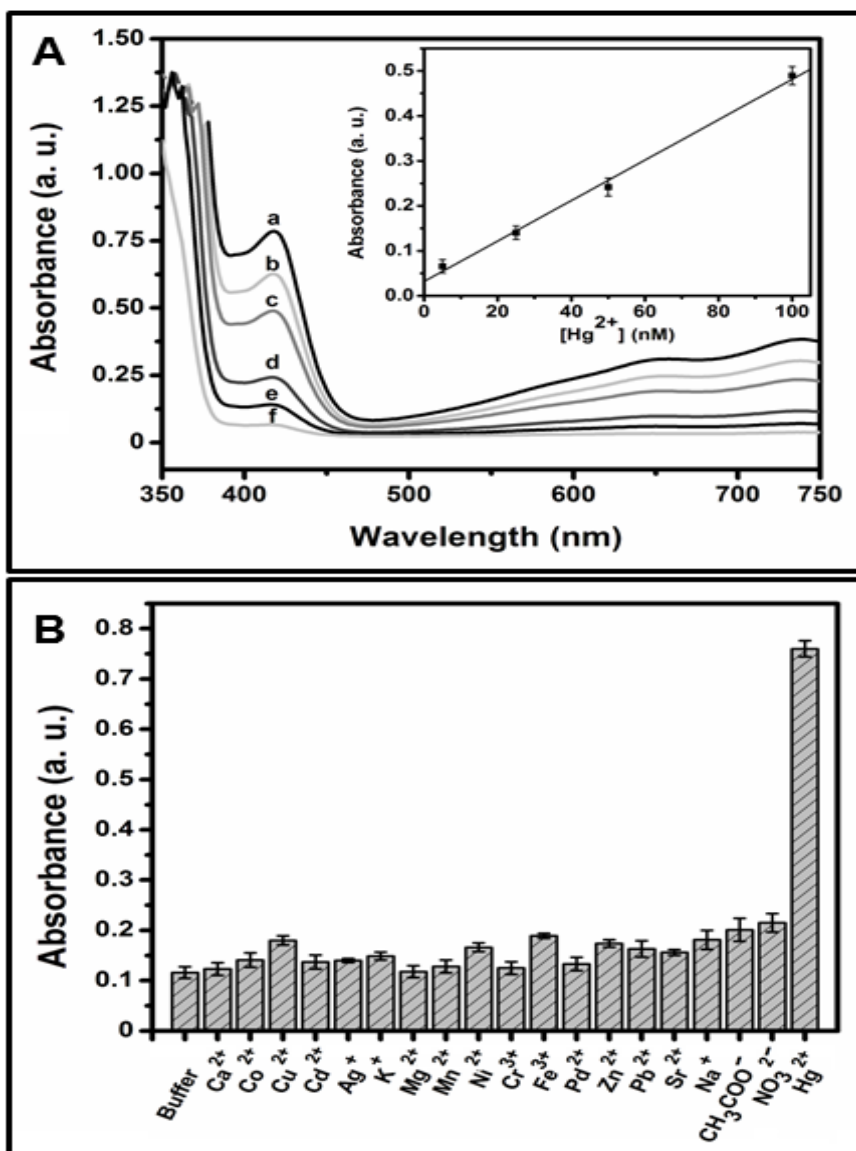 A
Absorbance (a. u.)
1.50
1.25
1.00
0.75
0.50
0.25
0
350 400 500 600 700 750
Wavelength (nm)
a
b
c
d
e
f
Absorbance (a. u.)
0.5
0.4
0.3
0.2
0.1
0.0
0 20 40 60 80 100
[Hg2+] (nM)
B
Absorbance (a. u.)
0.8
0.7
0.6
0.5
0.4
0.3
0.2
0.1
0
Buffer
Ca 2+
Co 2+
Cu 2+
Cd 2+
Ag +
K +
Mg 2+
Mn 2+
Ni 2+
Cr 3+
Fe 3+
Pd 2+
Zn 2+
Pb 2+
Sr 2+
Na +
CH3COO −
NO3 2−
Hg 2+